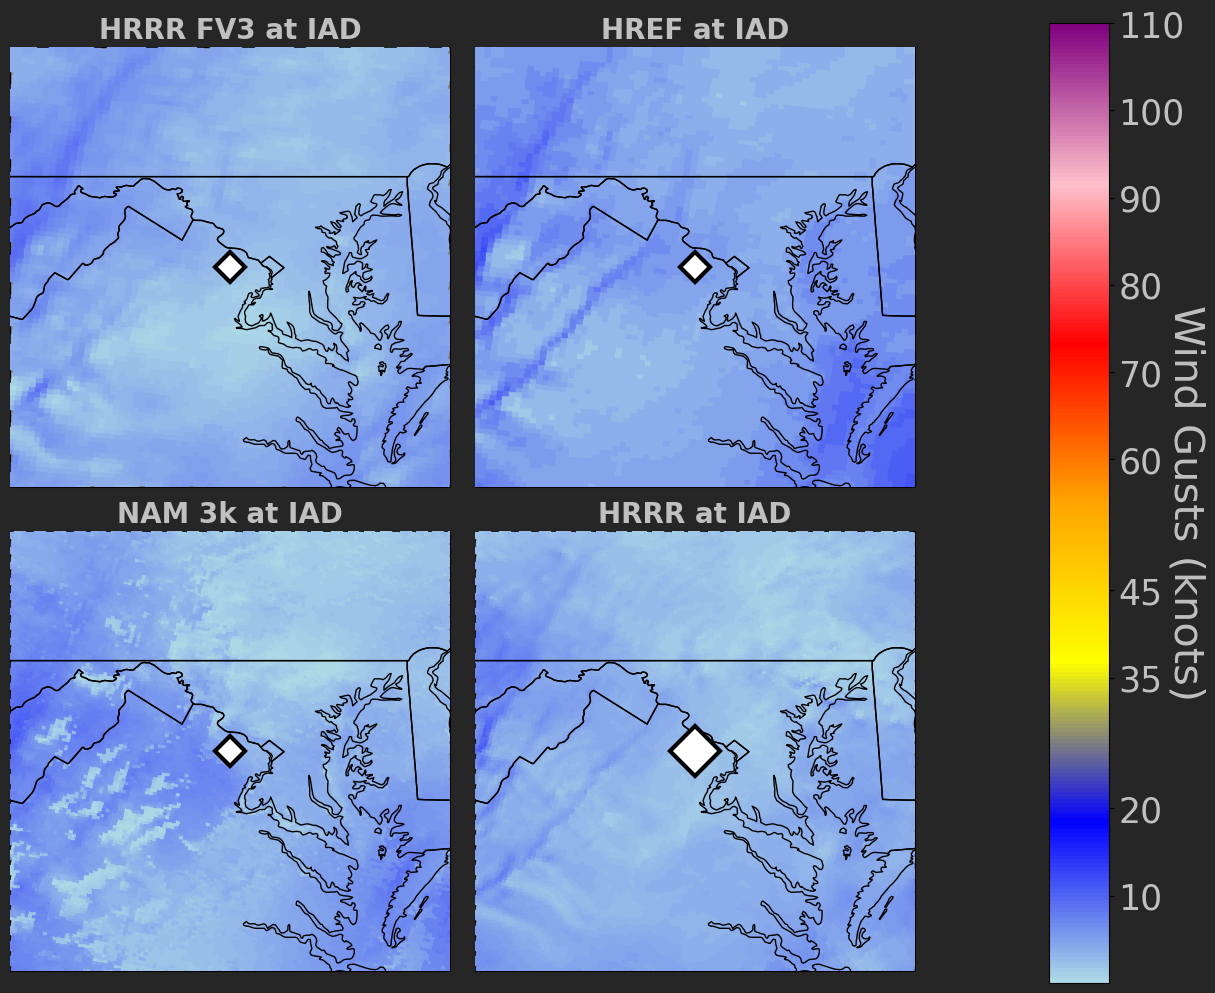 HRRR FV3 at IAD
HREF at IAD
NAM 3k at IAD
HRRR at IAD
110
100
90
80
70
60
45
35
20
10
Wind Gusts (knots)